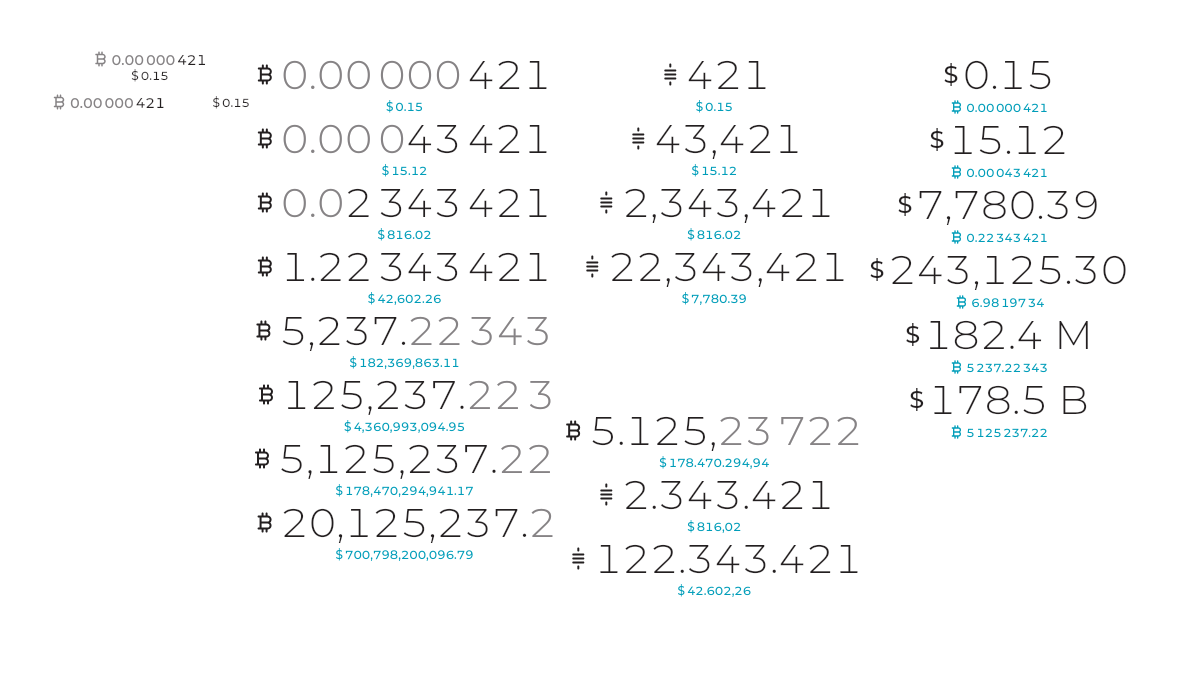 ₿ 0.00 000 421
$ 0.15
₿ 0.00 000 421 $ 0.15
₿ 0.00 000 421
$ 0.15
₿ 0.00 043 421
$ 15.12
₿ 0.02 343 421
$ 816.02
₿ 1.22 343 421
$ 42,602.26
₿ 5,237.22 343
$ 182,369,863.11
₿ 125,237.22 3
$ 4,360,993,094.95
₿ 5,125,237.22
$ 178,470,294,941.17
₿ 20,125,237.2
$ 700,798,200,096.79
421
$ 0.15
43,421
$ 15.12
2,343,421
$ 816.02
22,343,421
$ 7,780.39
₿ 5.125,23 722
$ 178.470.294,94
2.343.421
$ 816,02
122.343.421
$ 42.602,26
$ 0.15
₿ 0.00 000 421
$ 15.12
₿ 0.00 043 421
$ 7,780.39
₿ 0.22 343 421
$ 243,125.30
₿ 6.98 197 34
$ 182.4 M
₿ 5 237.22 343
$ 178.5 B
₿ 5 125 237.22